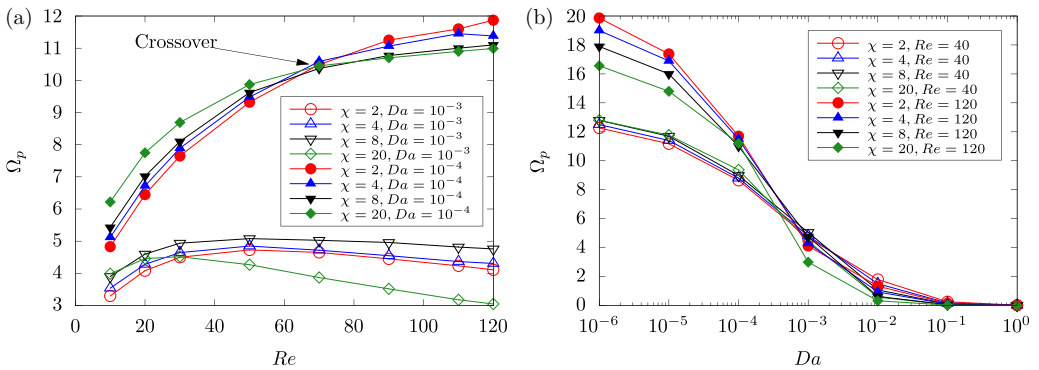 (a)
12
11
10
9
8
7
6
5
4
3
Ωp
Crossover
χ = 2, Da = 10⁻³
χ = 4, Da = 10⁻³
χ = 8, Da = 10⁻³
χ = 20, Da = 10⁻³
χ = 2, Da = 10⁻⁴
χ = 4, Da = 10⁻⁴
χ = 8, Da = 10⁻⁴
χ = 20, Da = 10⁻⁴
0 20 40 60 80 100 120
Re
(b)
20
18
16
14
12
10
8
6
4
2
0
Ωp
χ = 2, Re = 40
χ = 4, Re = 40
χ = 8, Re = 40
χ = 20, Re = 40
χ = 2, Re = 120
χ = 4, Re = 120
χ = 8, Re = 120
χ = 20, Re = 120
10⁻⁶ 10⁻⁵ 10⁻⁴ 10⁻³ 10⁻² 10⁻¹ 10⁰
Da